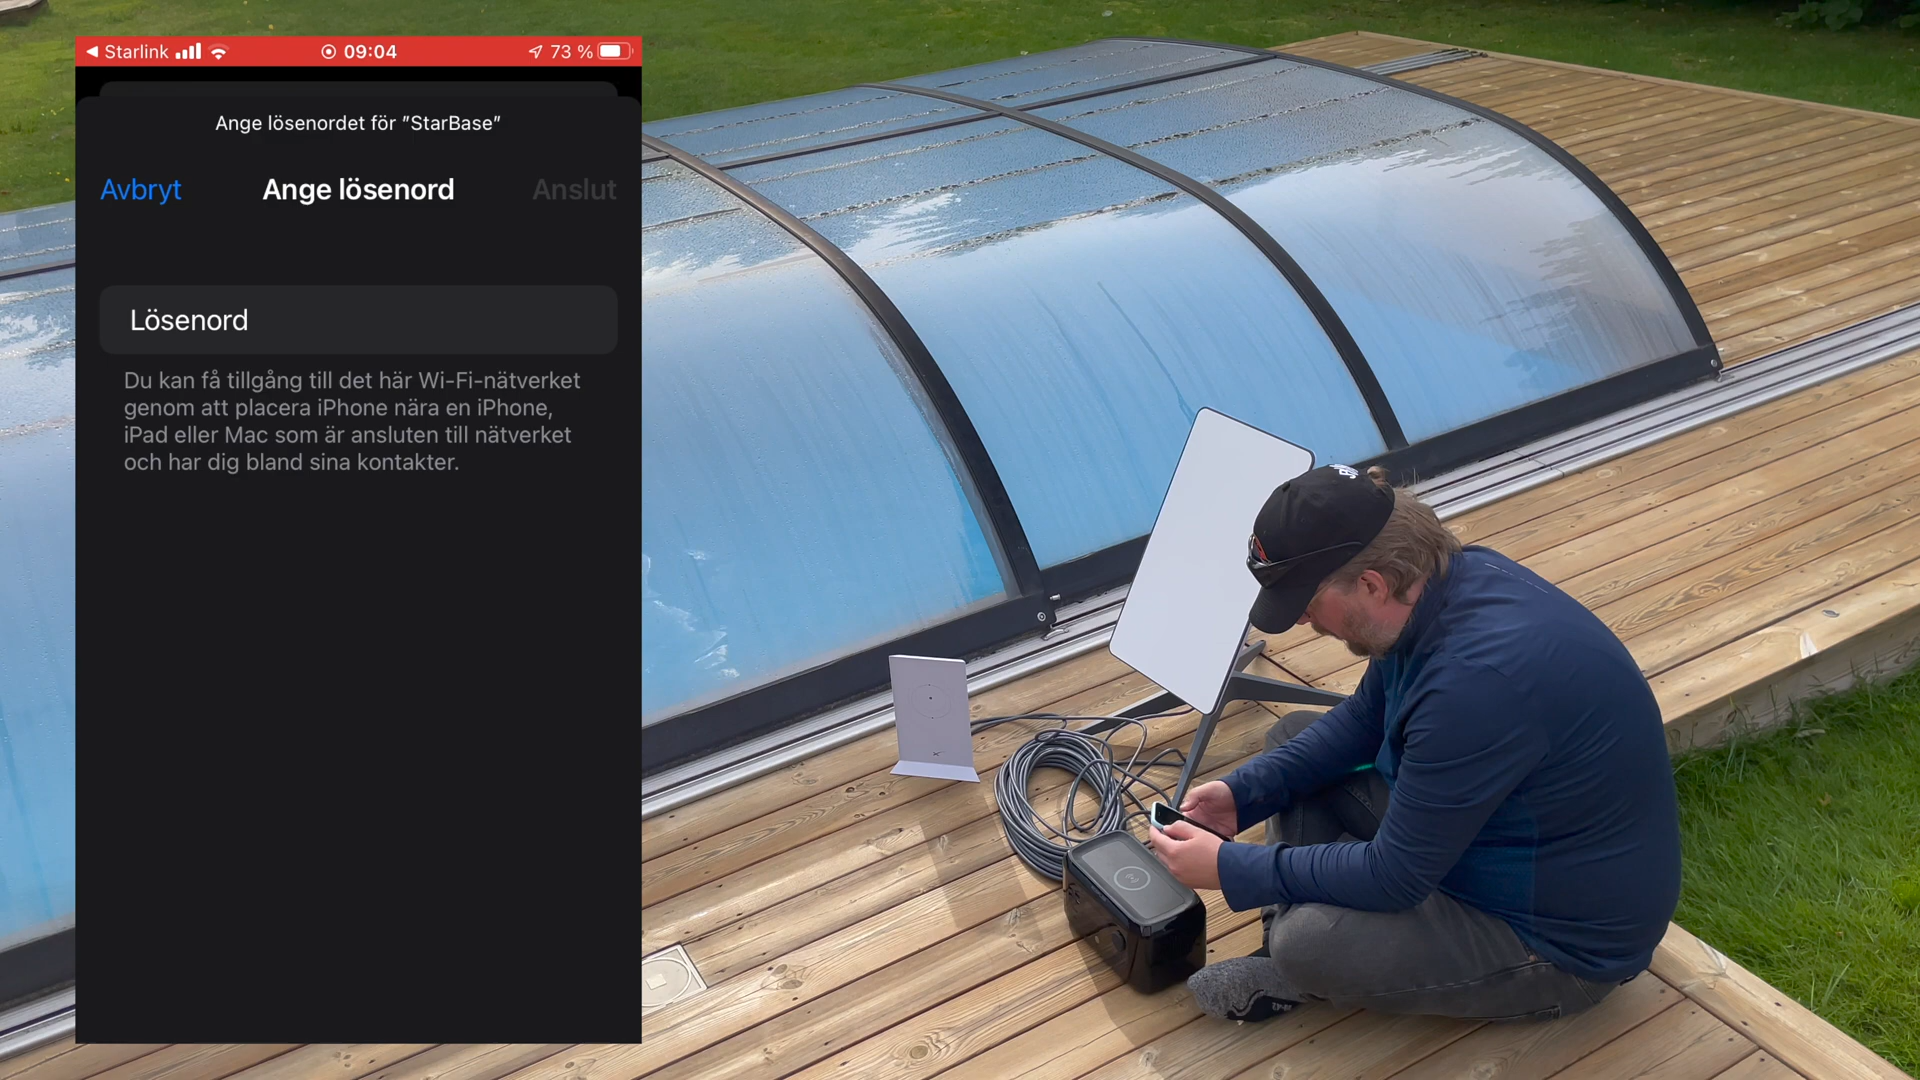 Starlink 09:04 73 %
Ange lösenordet för ”StarBase”
Avbryt Ange lösenord Anslut
Lösenord
Du kan få tillgång till det här Wi-Fi-nätverket
genom att placera iPhone nära en iPhone,
iPad eller Mac som är ansluten till nätverket
och har dig bland sina kontakter.